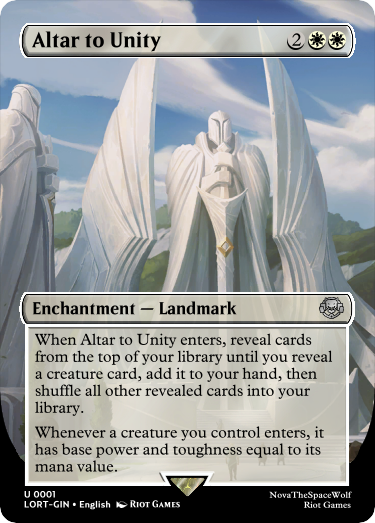 Altar to Unity 2
Enchantment — Landmark
When Altar to Unity enters, reveal cards
from the top of your library until you reveal
a creature card, add it to your hand, then
shuffle all other revealed cards into your
library.
Whenever a creature you control enters, it
has base power and toughness equal to its
mana value.
U 0001
LORT-GIN • English RIOT GAMES
NovaTheSpaceWolf
Riot Games